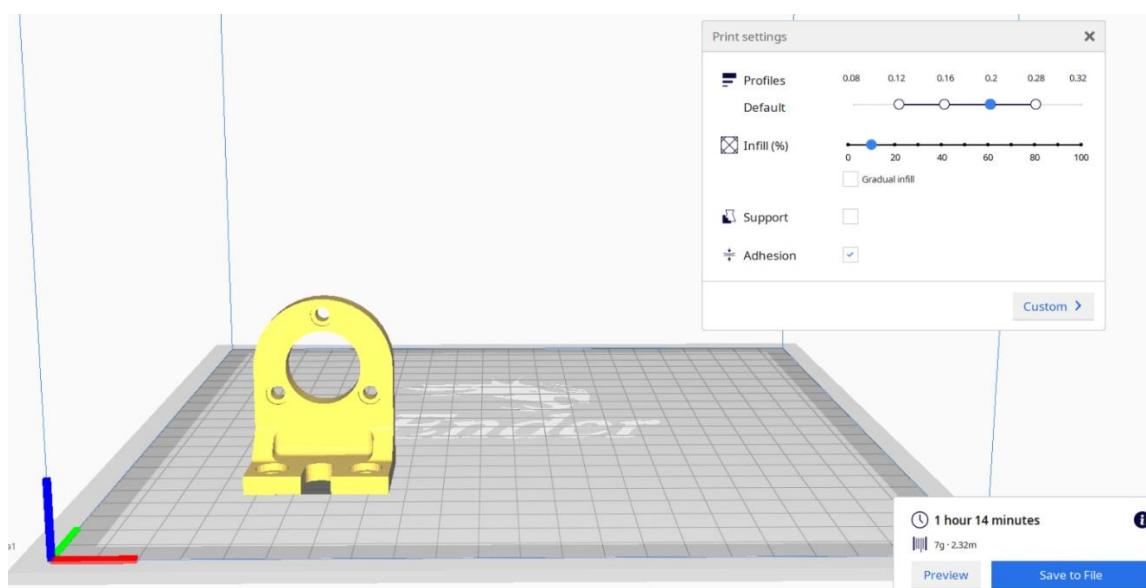 Print settings
Profiles
0.08 0.12 0.16 0.2 0.28 0.32
Default
Infill (%)
0 20 40 60 80 100
Gradual infill
Support
Adhesion
Custom
Ender
1 hour 14 minutes
7g · 2.32m
Preview
Save to File